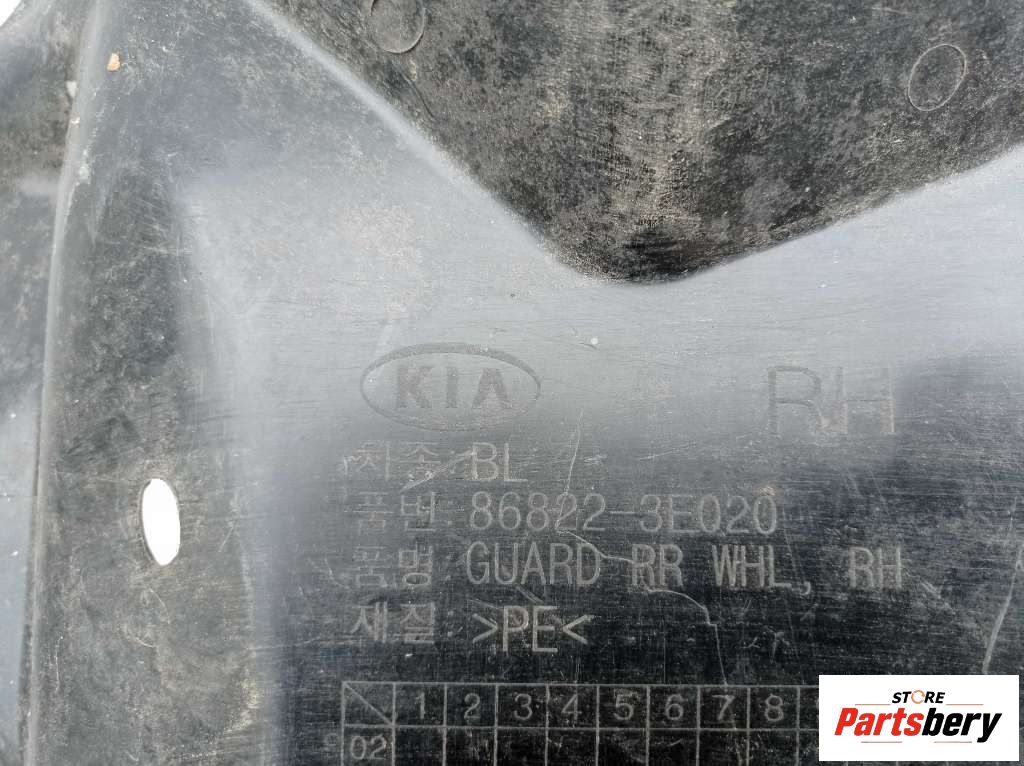 KIA
RH
차종: BL
품번: 86822-3E020
품명: GUARD RR WHL, RH
재질: >PE<
1 2 3 4 5 6 7 8
02
STORE
Partsbery